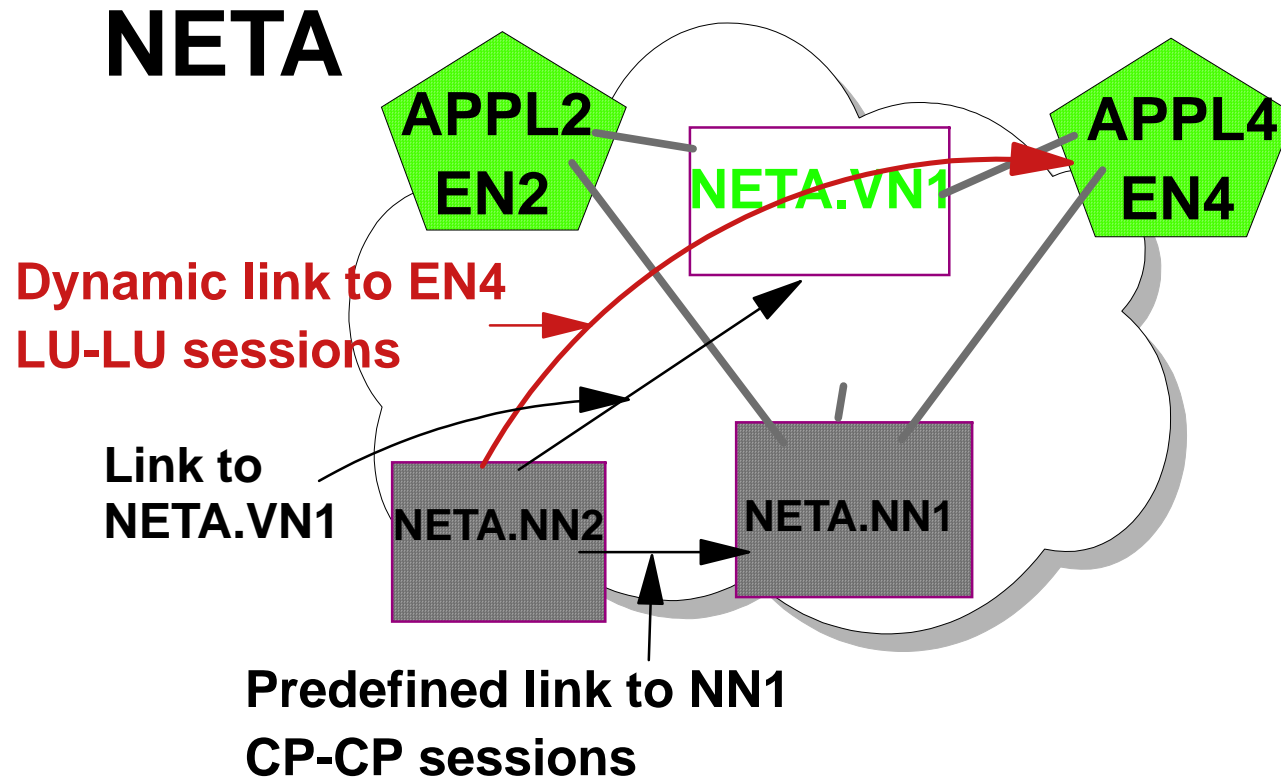 NETA
APPL2
EN2
NETA.VN1
APPL4
EN4
Dynamic link to EN4
LU-LU sessions
Link to
NETA.VN1
NETA.NN2
NETA.NN1
Predefined link to NN1
CP-CP sessions